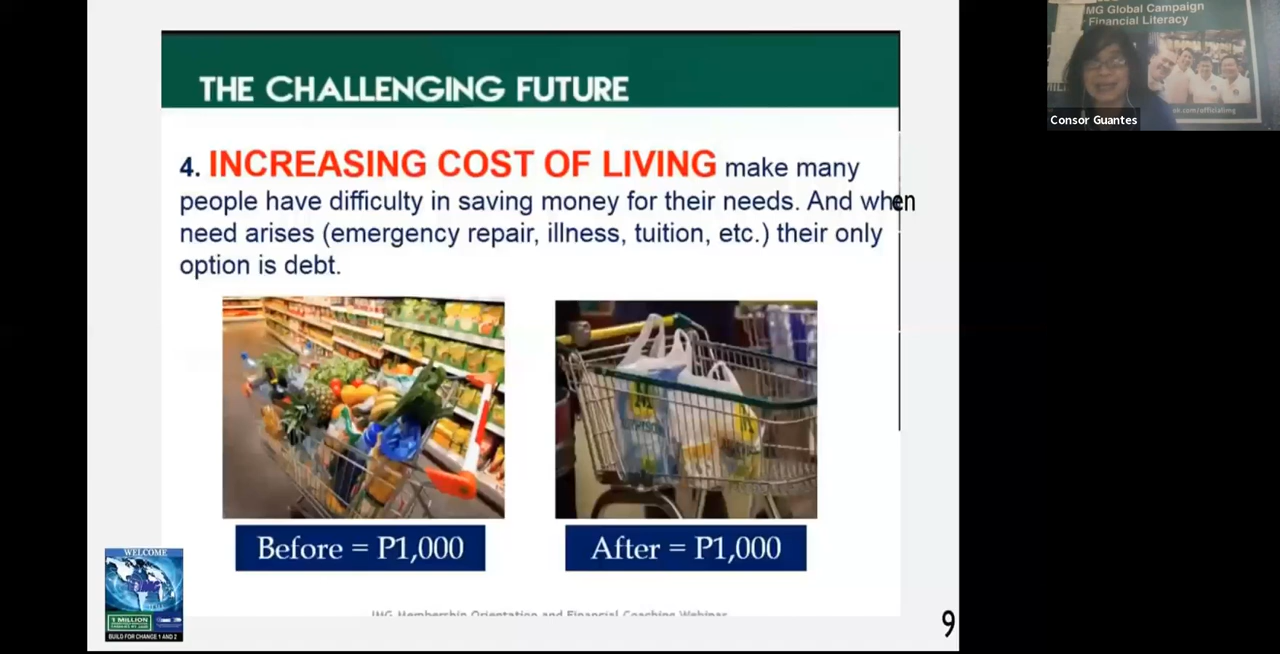 THE CHALLENGING FUTURE
4. INCREASING COST OF LIVING make many
people have difficulty in saving money for their needs. And when
need arises (emergency repair, illness, tuition, etc.) their only
option is debt.
Before = P1,000
After = P1,000
IMG Membership Orientation and Financial Coaching Webinar
9
WELCOME
1 MILLION
BUILD FOR CHANGE 1 AND 2
MG Global Campaign
Financial Literacy
Consor Guantes